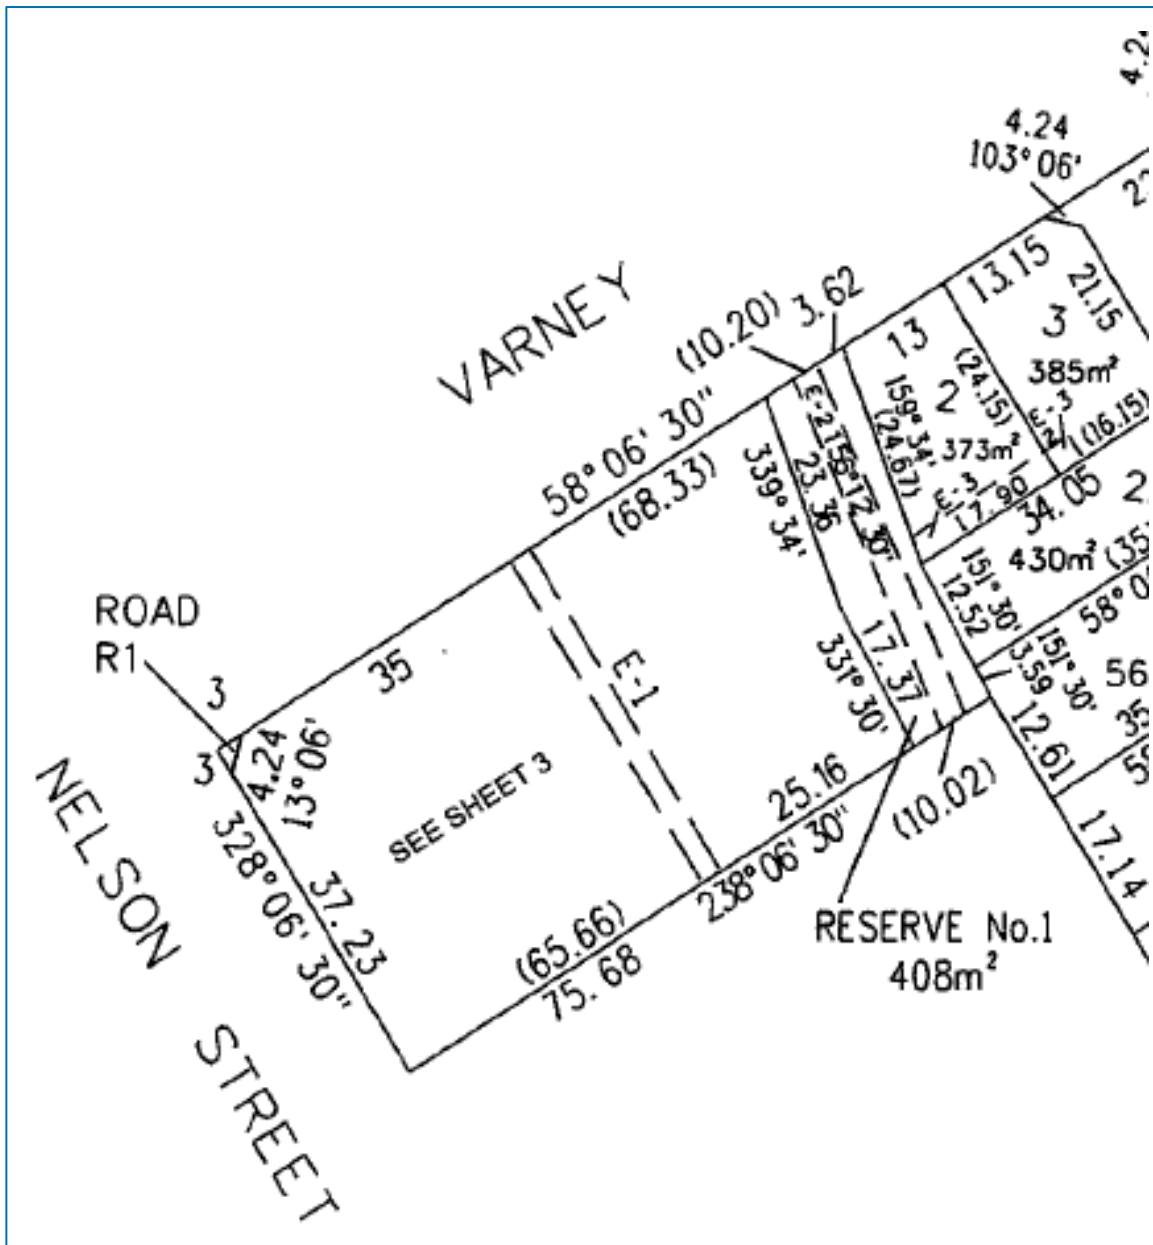 4.24
103° 06'
13.15
21.15
3
385m²
VARNEY
(10.20)
3.62
13
(24.15)
2
373m²
159° 34'
(24.67)
E-3
17.90
E-3
(16.15)
58° 06' 30"
(68.33)
339° 34'
23.36
E-2
156° 12' 30"
34.05
430m²
151° 30'
12.52
ROAD
R1
3
3
35
E-1
4.24
13° 06'
SEE SHEET 3
17.37
331° 30'
151° 30'
3.59
12.61
17.14
25.16
238° 06' 30"
(10.02)
RESERVE No.1
408m²
NELSON
STREET
328° 06' 30"
37.23
(65.66)
75.68